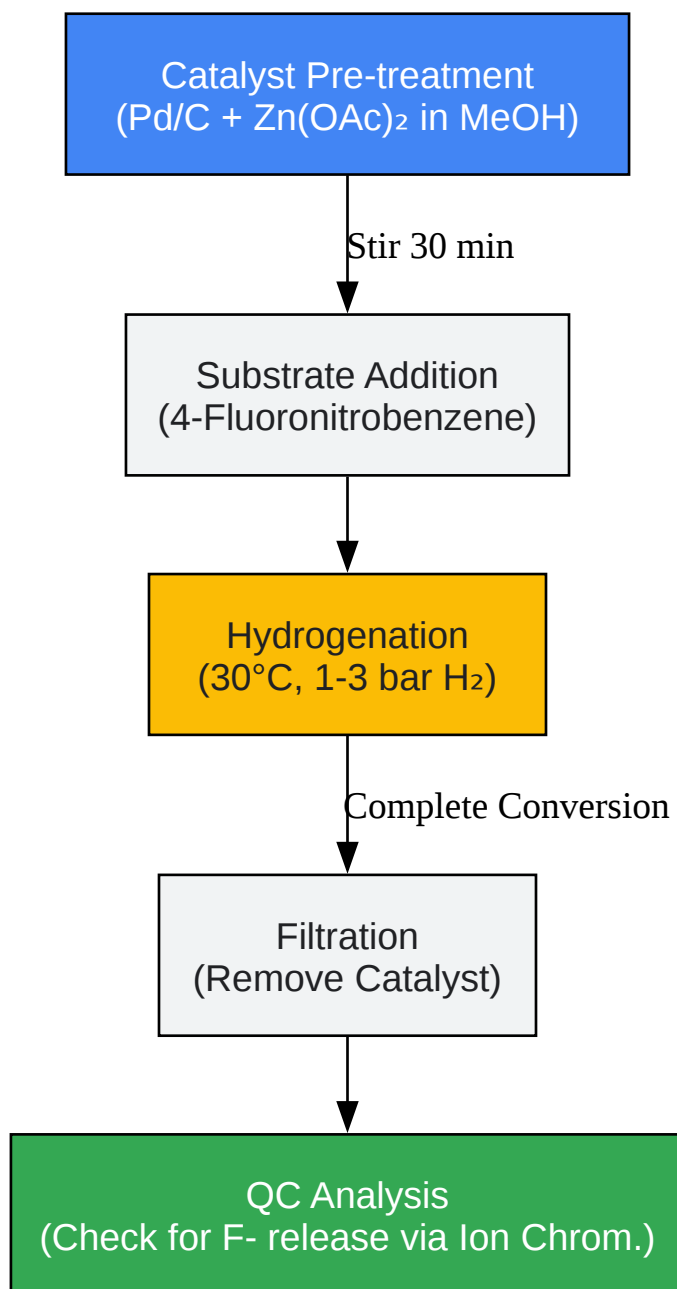 Catalyst Pre-treatment
(Pd/C + Zn(OAc)₂ in MeOH)
Stir 30 min
Substrate Addition
(4-Fluoronitrobenzene)
Hydrogenation
(30°C, 1-3 bar H₂)
Complete Conversion
Filtration
(Remove Catalyst)
QC Analysis
(Check for F- release via Ion Chrom.)